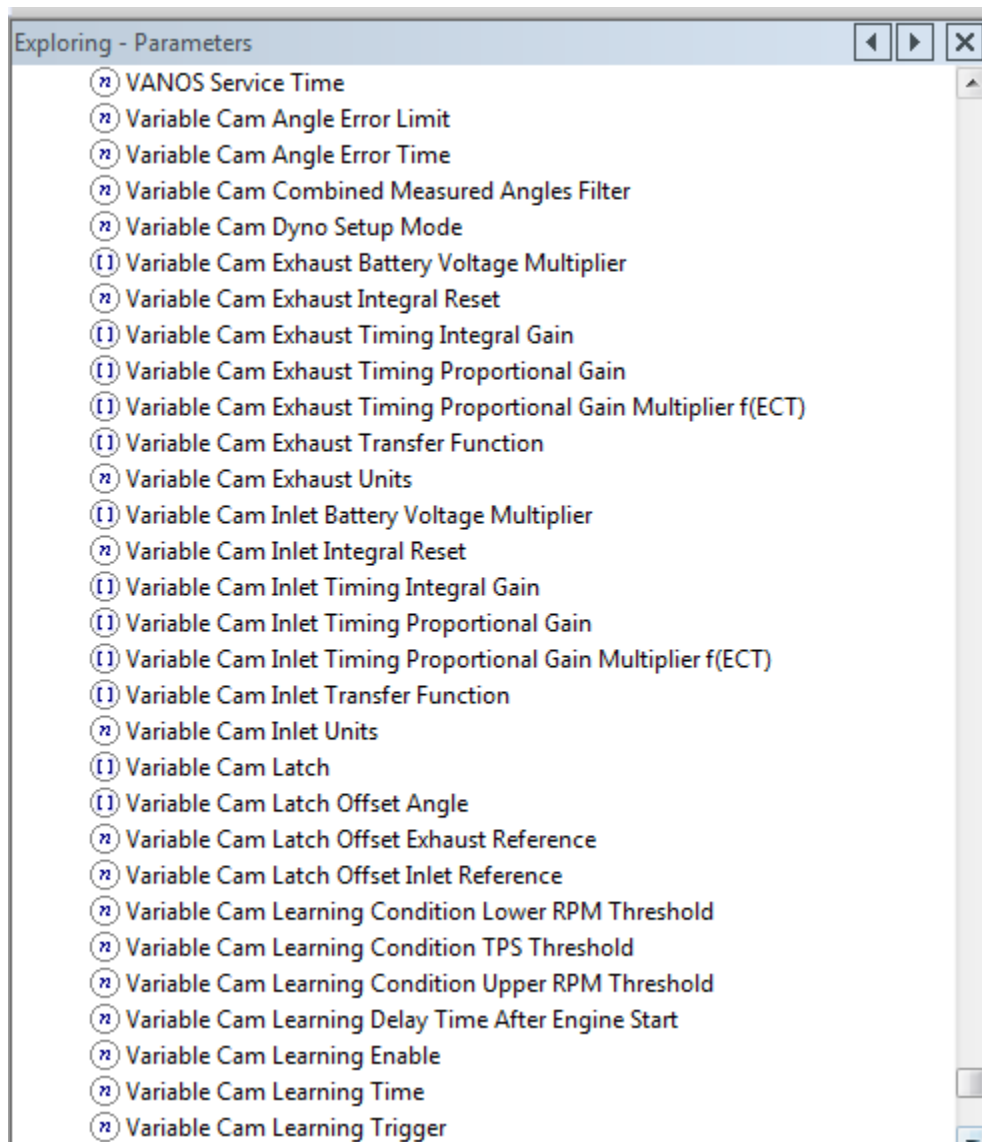 Exploring - Parameters
VANOS Service Time
Variable Cam Angle Error Limit
Variable Cam Angle Error Time
Variable Cam Combined Measured Angles Filter
Variable Cam Dyno Setup Mode
Variable Cam Exhaust Battery Voltage Multiplier
Variable Cam Exhaust Integral Reset
Variable Cam Exhaust Timing Integral Gain
Variable Cam Exhaust Timing Proportional Gain
Variable Cam Exhaust Timing Proportional Gain Multiplier f(ECT)
Variable Cam Exhaust Transfer Function
Variable Cam Exhaust Units
Variable Cam Inlet Battery Voltage Multiplier
Variable Cam Inlet Integral Reset
Variable Cam Inlet Timing Integral Gain
Variable Cam Inlet Timing Proportional Gain
Variable Cam Inlet Timing Proportional Gain Multiplier f(ECT)
Variable Cam Inlet Transfer Function
Variable Cam Inlet Units
Variable Cam Latch
Variable Cam Latch Offset Angle
Variable Cam Latch Offset Exhaust Reference
Variable Cam Latch Offset Inlet Reference
Variable Cam Learning Condition Lower RPM Threshold
Variable Cam Learning Condition TPS Threshold
Variable Cam Learning Condition Upper RPM Threshold
Variable Cam Learning Delay Time After Engine Start
Variable Cam Learning Enable
Variable Cam Learning Time
Variable Cam Learning Trigger